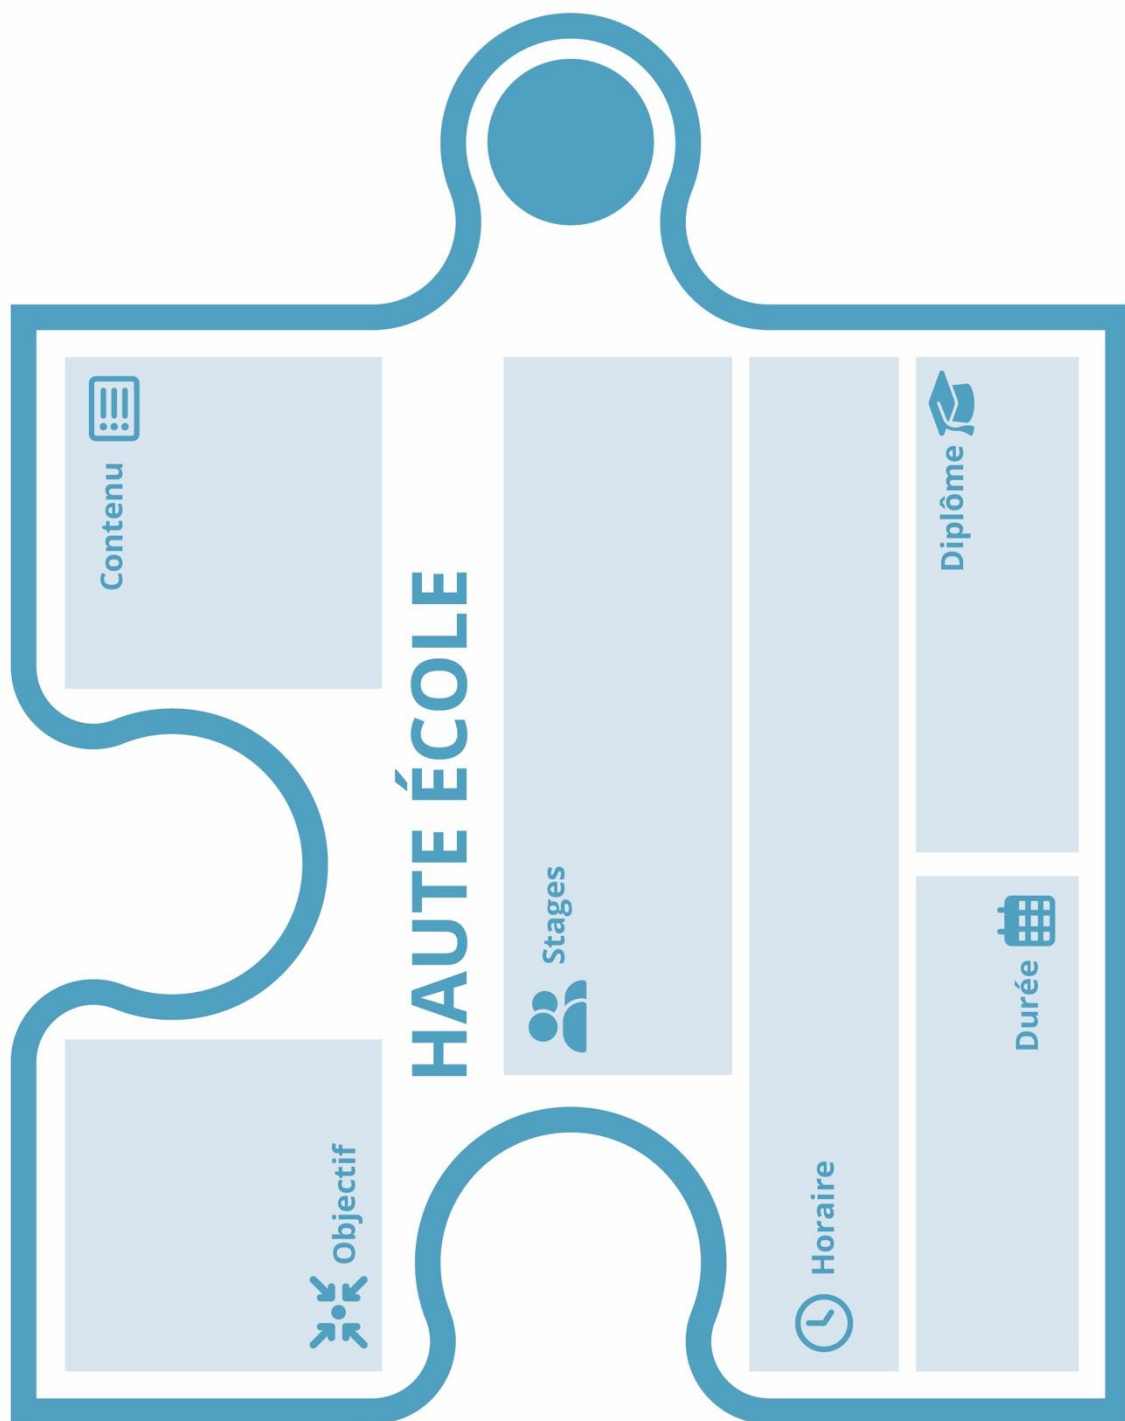 Objectif
Contenu
HAUTE ÉCOLE
Stages
Horaire
Durée
Diplôme